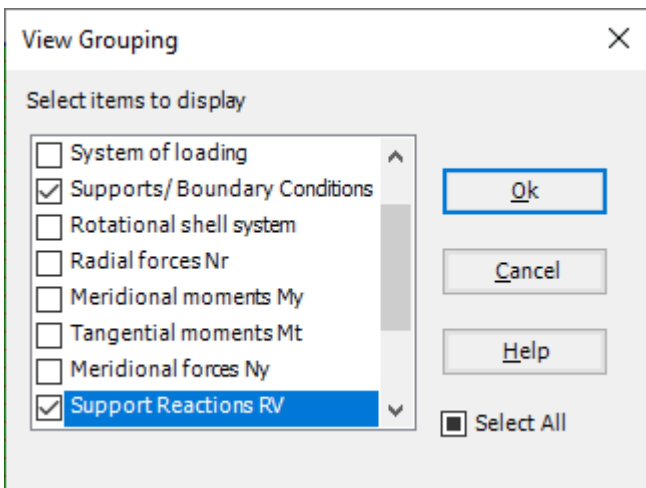 View Grouping
Select items to display
System of loading
Supports/ Boundary Conditions
Rotational shell system
Radial forces Nr
Meridional moments My
Tangential moments Mt
Meridional forces Ny
Support Reactions RV
Ok
Cancel
Help
Select All